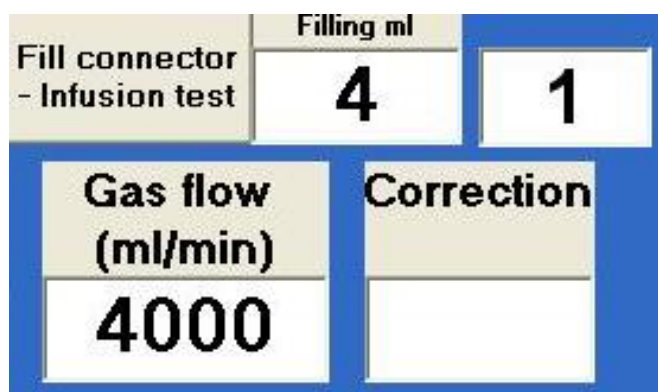 Filling ml
Fill connector
- Infusion test
4
1
Gas flow
(ml/min)
Correction
4000